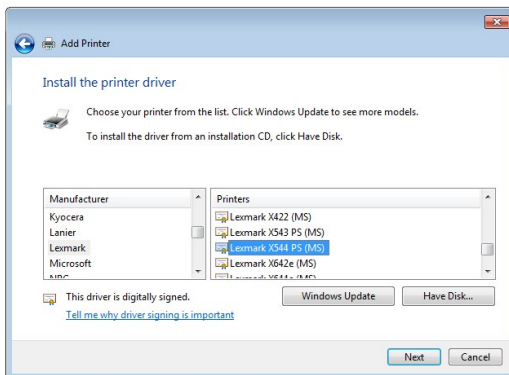 Add Printer
Install the printer driver
Choose your printer from the list. Click Windows Update to see more models.
To install the driver from an installation CD, click Have Disk.
Manufacturer
Kyocera
Lanier
Lexmark
Microsoft
Printers
Lexmark X422 (MS)
Lexmark X543 PS (MS)
Lexmark X544 PS (MS)
Lexmark X642e (MS)
This driver is digitally signed.
Tell me why driver signing is important
Windows Update
Have Disk...
Next
Cancel